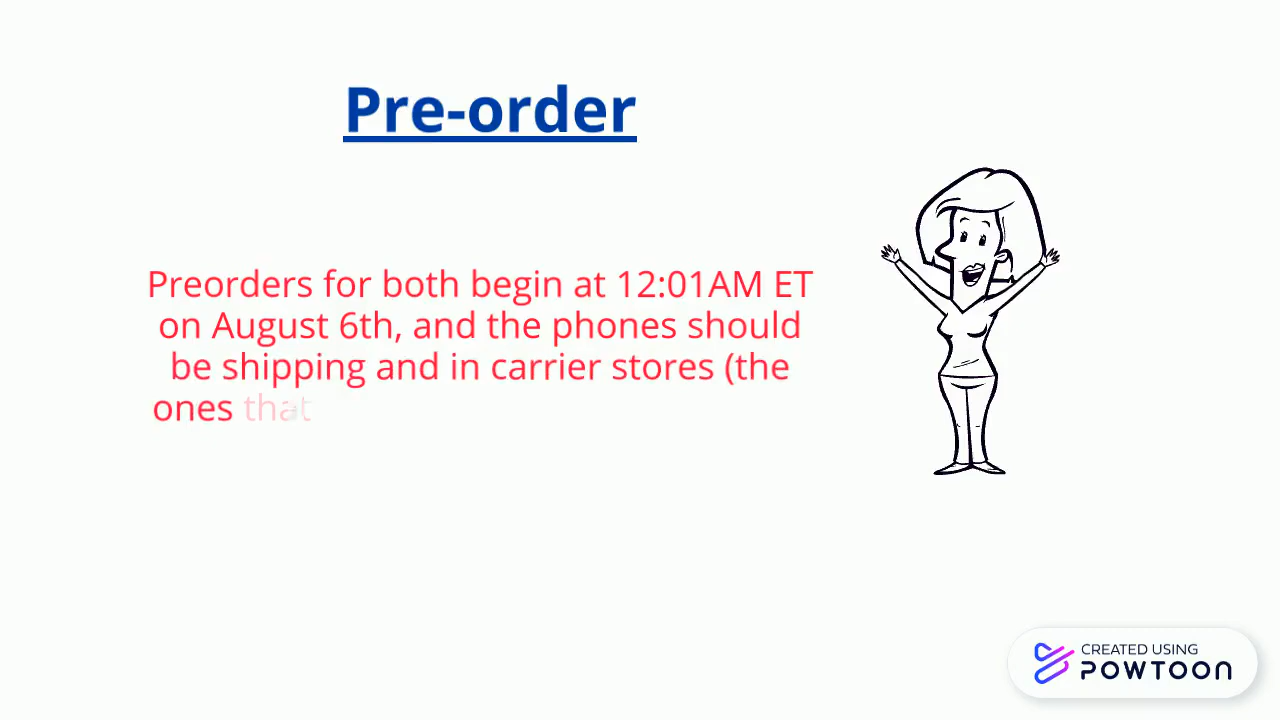 Pre-order
Preorders for both begin at 12:01AM ET
on August 6th, and the phones should
be shipping and in carrier stores (the
ones that
CREATED USING
POWTOON